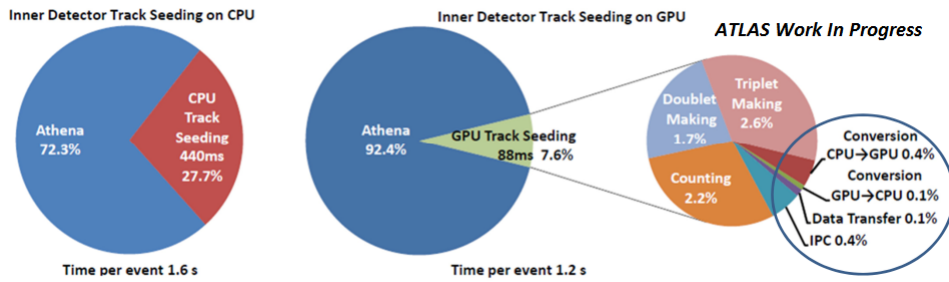 Inner Detector Track Seeding on CPU
Athena
72.3%
CPU
Track
Seeding
440ms
27.7%
Time per event 1.6 s
Inner Detector Track Seeding on GPU
Athena
92.4%
GPU Track Seeding
88ms 7.6%
Time per event 1.2 s
ATLAS Work In Progress
Triplet
Making
2.6%
Doublet
Making
1.7%
Counting
2.2%
Conversion
CPU→GPU 0.4%
Conversion
GPU→CPU 0.1%
Data Transfer 0.1%
IPC 0.4%